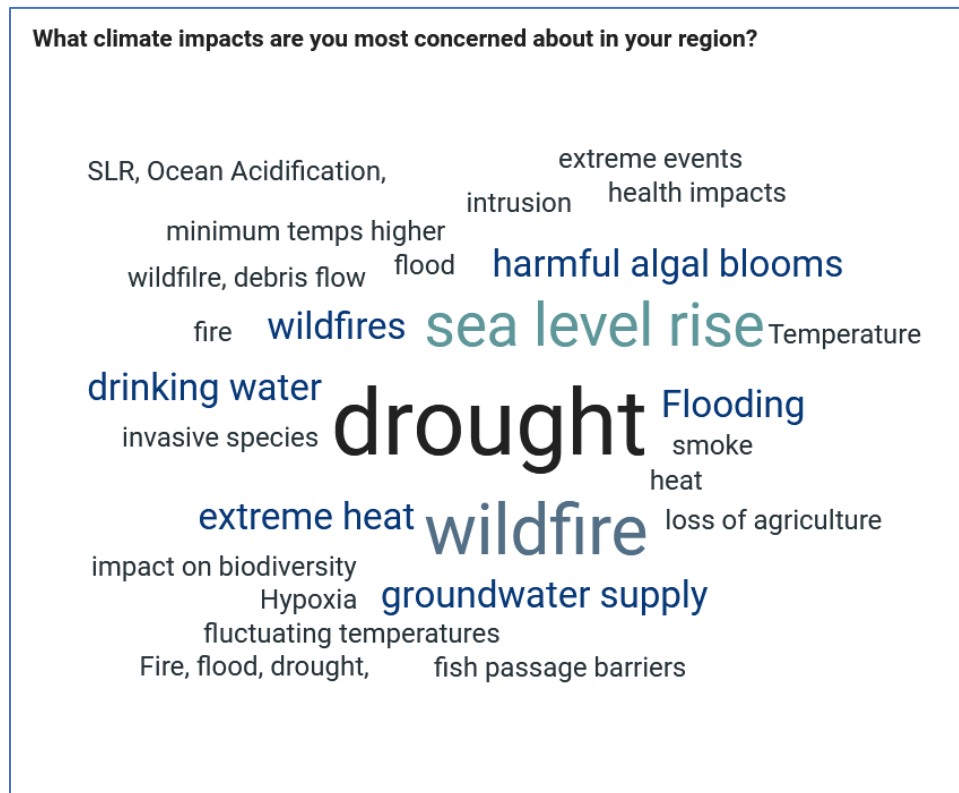 What climate impacts are you most concerned about in your region?
extreme events
SLR, Ocean Acidification,
health impacts
intrusion
minimum temps higher
flood
harmful algal blooms
wildfilre, debris flow
fire
wildfires
sea level rise
Temperature
drinking water
drought
Flooding
invasive species
smoke
heat
extreme heat
wildfire
loss of agriculture
impact on biodiversity
Hypoxia
groundwater supply
fluctuating temperatures
Fire, flood, drought,
fish passage barriers